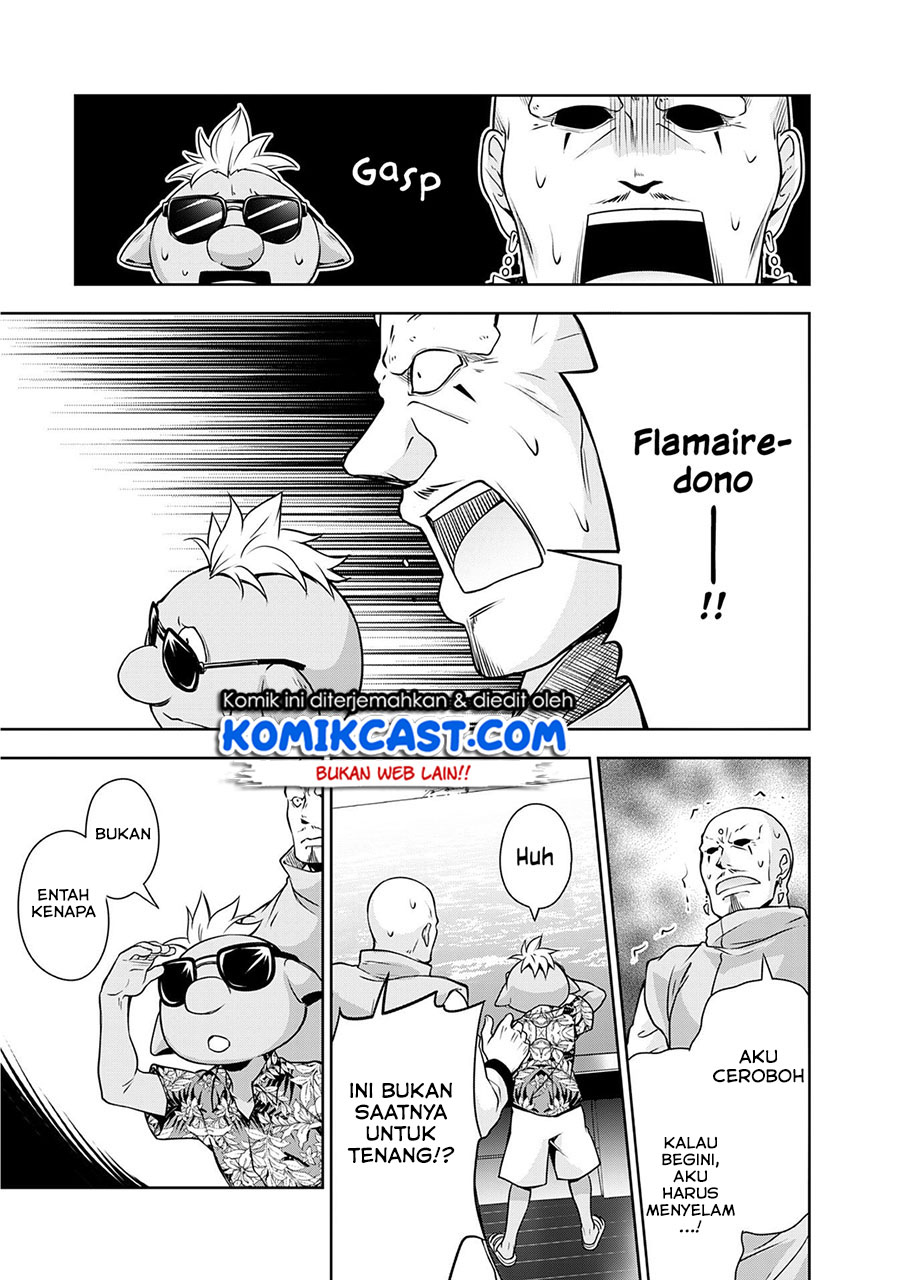 Gasp
Flamaire-
dono
!!
Komik ini diterjemahkan & diedit oleh
KOMIKCAST.COM
BUKAN WEB LAIN!!
AKU
CEROBOH
KALAU
BEGINI,
AKU
HARUS
MENYELAM
...!
Huh
INI BUKAN
SAATNYA
UNTUK
TENANG!?
BUKAN
ENTAH
KENAPA